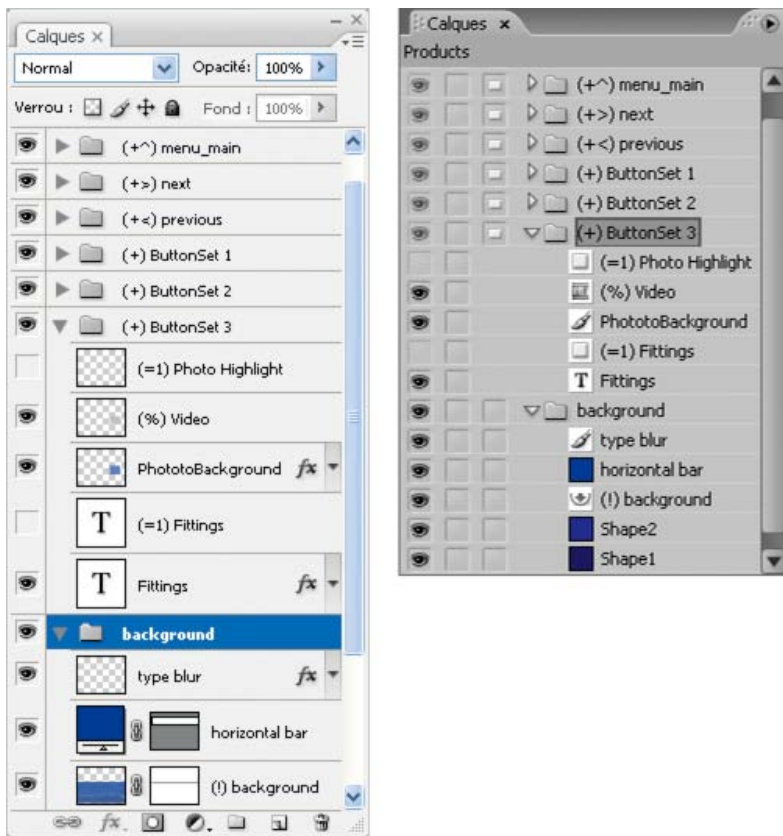 Calques ×
Normal Opacité: 100%
Verrou : Fond : 100%
(+^) menu_main
(+>) next
(+<) previous
(+) ButtonSet 1
(+) ButtonSet 2
(+) ButtonSet 3
(=1) Photo Highlight
(%) Video
PhototoBackground fx
T (=1) Fittings
T Fittings fx
background
type blur fx
horizontal bar
(!) background
fx.
Calques ×
Products
(+^) menu_main
(+>) next
(+<) previous
(+) ButtonSet 1
(+) ButtonSet 2
(+) ButtonSet 3
(=1) Photo Highlight
(%) Video
PhototoBackground
(=1) Fittings
T Fittings
background
type blur
horizontal bar
(!) background
Shape2
Shape1